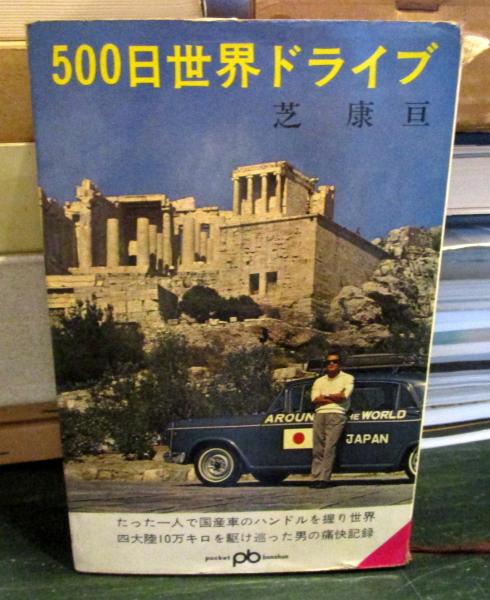 500日世界ドライブ
芝 康亘
AROUND THE WORLD
JAPAN
たった一人で国産車のハンドルを握り世界
四大陸10万キロを駆け巡った男の痛快記録
pocket pb bunshun